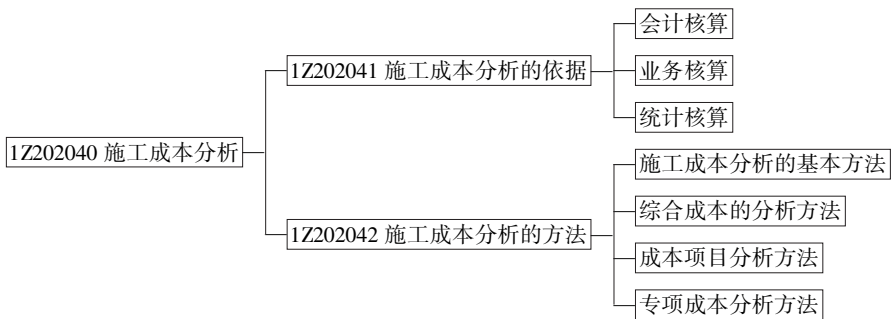 1Z202040 施工成本分析
1Z202041 施工成本分析的依据
会计核算
业务核算
统计核算
1Z202042 施工成本分析的方法
施工成本分析的基本方法
综合成本的分析方法
成本项目分析方法
专项成本分析方法